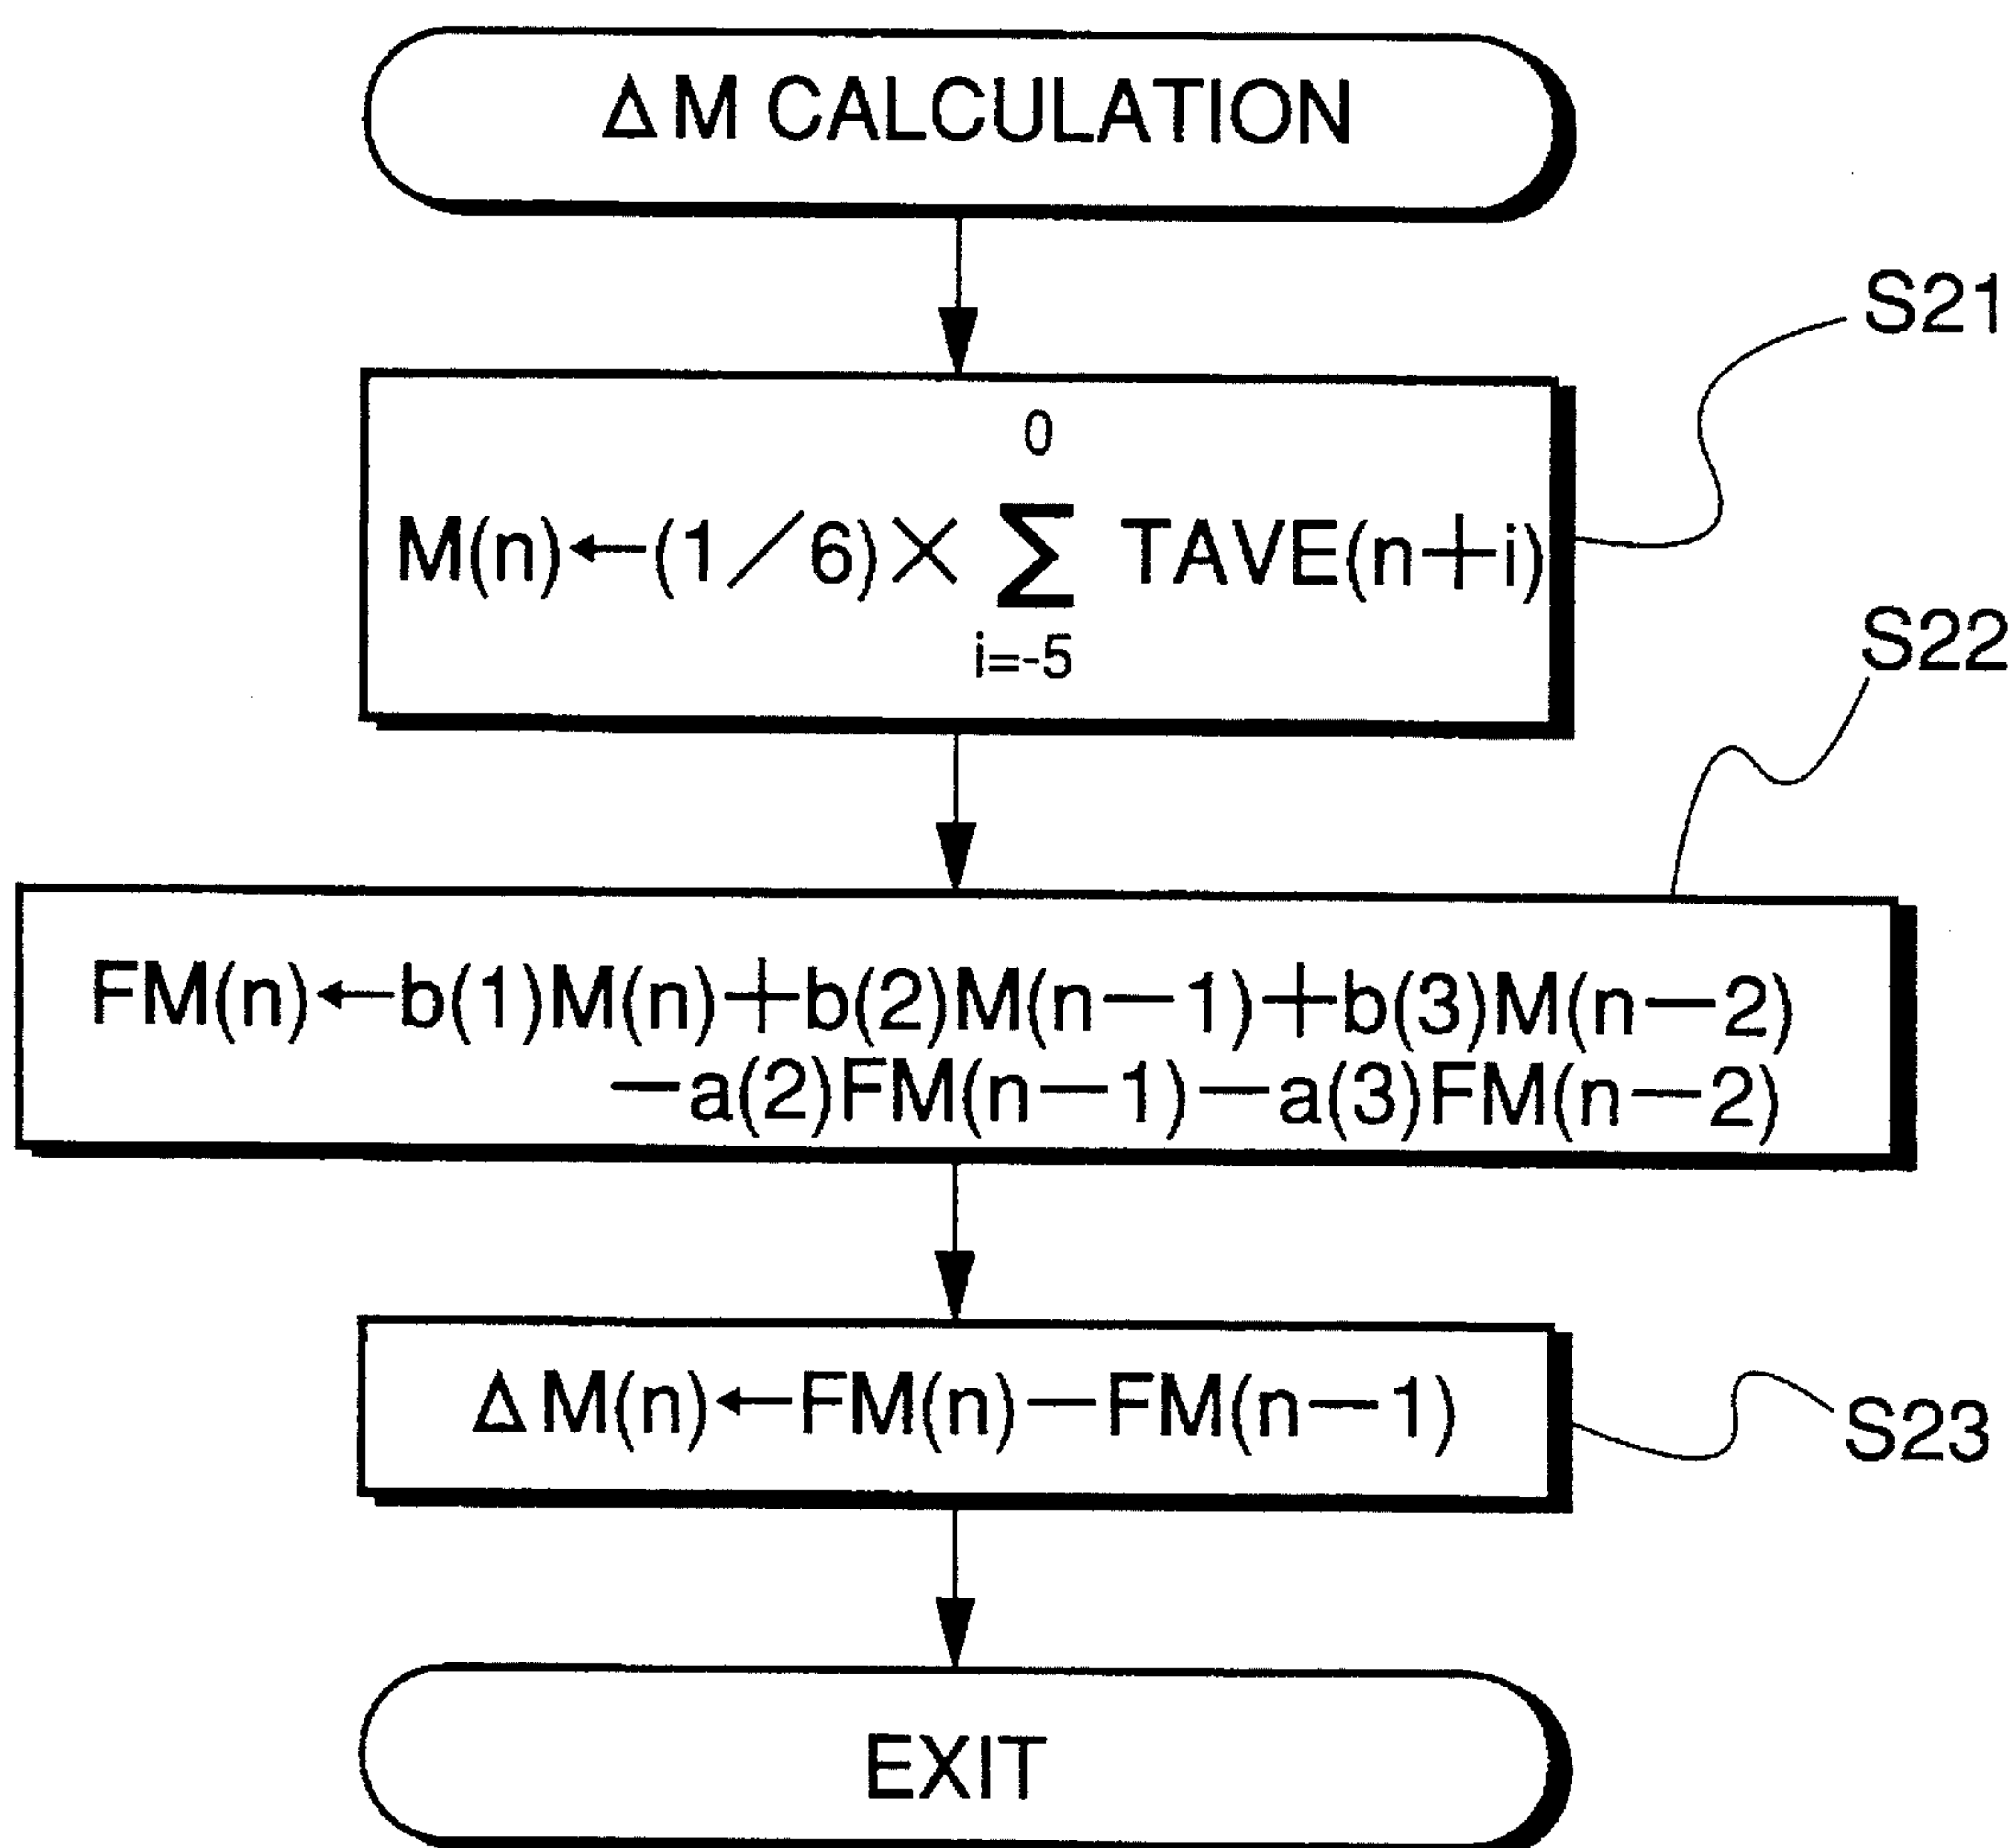 ΔM CALCULATION
S21
0
M(n)←(1/6)×Σ TAVE(n+i)
i=-5
S22
FM(n)←b(1)M(n)+b(2)M(n−1)+b(3)M(n−2)
−a(2)FM(n−1)−a(3)FM(n−2)
ΔM(n)←FM(n)−FM(n−1)
S23
EXIT